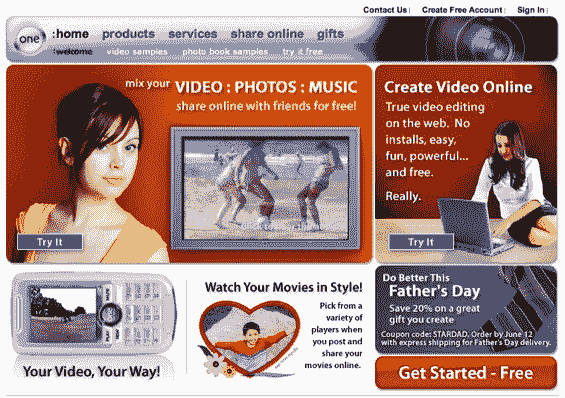 Contact Us | Create Free Account | Sign In |
one
:home products services share online gifts
:welcome video samples photo book samples try it free
mix your VIDEO : PHOTOS : MUSIC
share online with friends for free!
Try It
Create Video Online
True video editing
on the web. No
installs, easy,
fun, powerful...
and free.
Really.
Try It
Your Video, Your Way!
Watch Your Movies in Style!
Pick from a
variety of
players when
you post and
share your
movies online.
Do Better This
Father's Day
Save 20% on a great
gift you create
Coupon code: STARDAD. Order by June 12
with express shipping for Father's Day delivery.
Get Started - Free